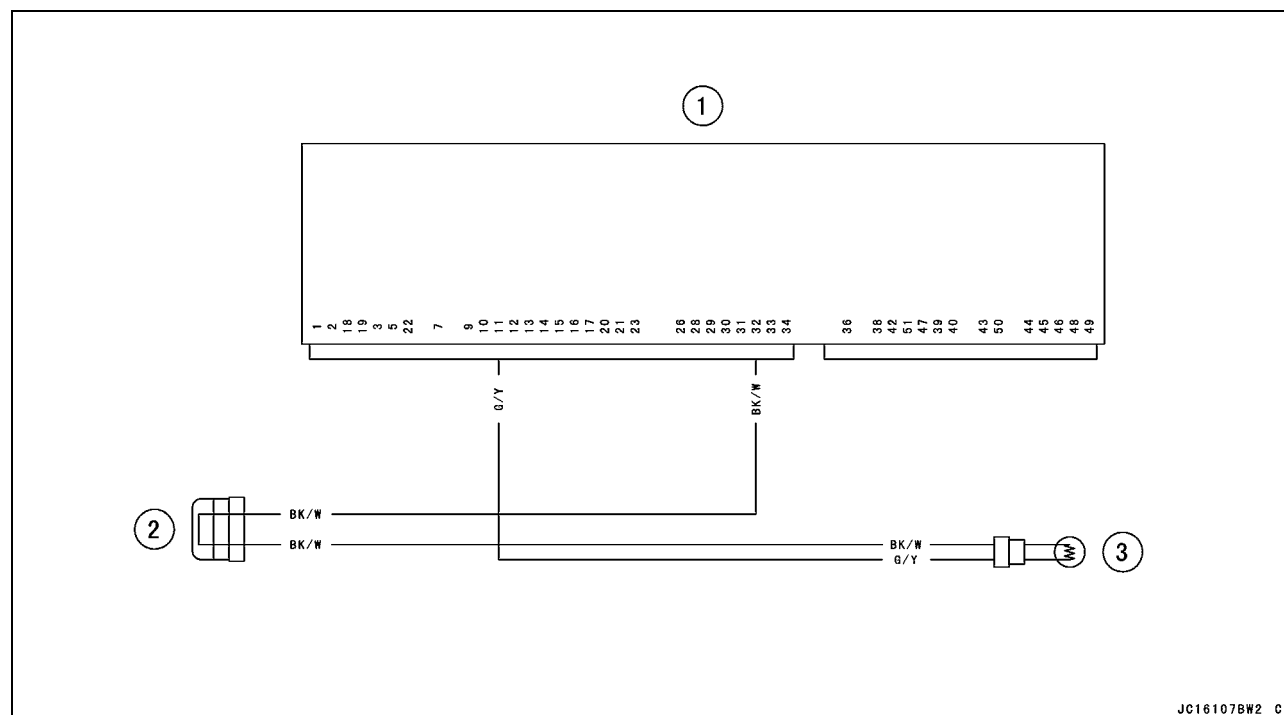 1
1 2 18 19 3 5 22 7 9 10 11 12 13 14 15 16 17 20 21 23 26 28 29 30 31 32 33 34 36 38 42 51 47 39 40 43 50 44 45 46 48 49
G/Y BK/W
2
BK/W
BK/W BK/W
G/Y
3
JC16107BW2 C